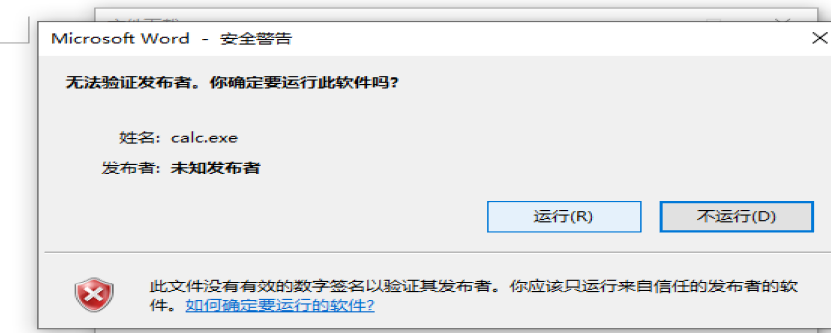 Microsoft Word - 安全警告
无法验证发布者。你确定要运行此软件吗?
姓名: calc.exe
发布者: 未知发布者
运行(R)
不运行(D)
此文件没有有效的数字签名以验证其发布者。你应该只运行来自信任的发布者的软
件。如何确定要运行的软件?